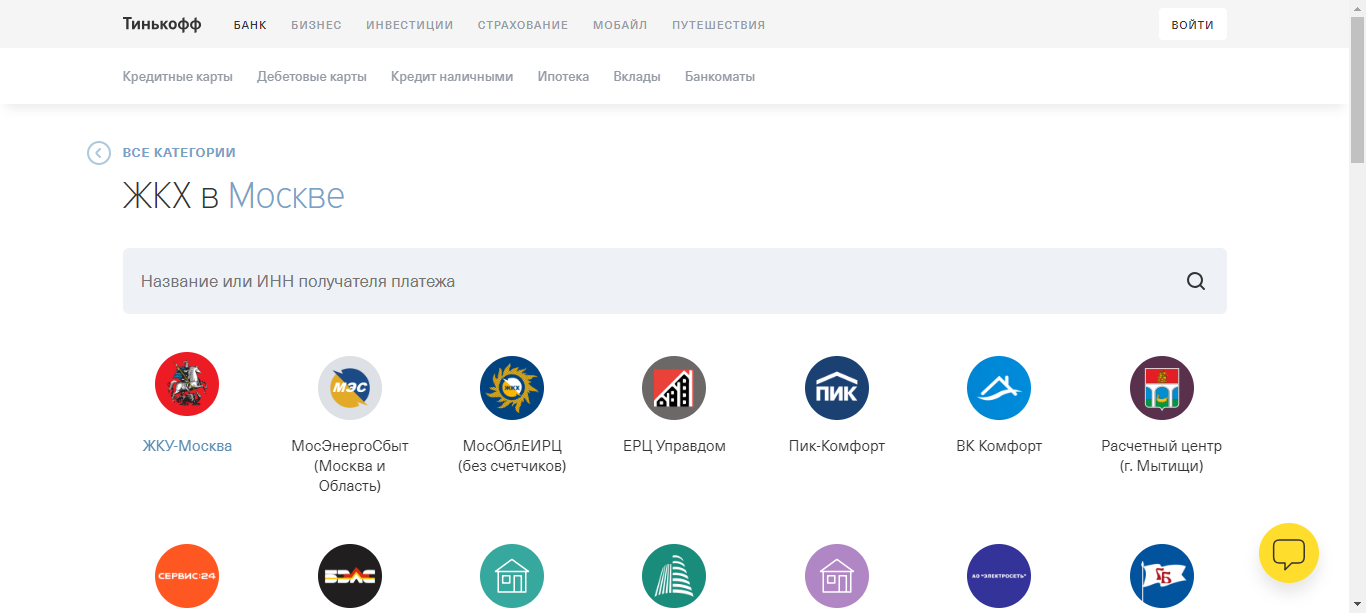 Тинькофф БАНК БИЗНЕС ИНВЕСТИЦИИ СТРАХОВАНИЕ МОБАЙЛ ПУТЕШЕСТВИЯ ВОЙТИ
Кредитные карты Дебетовые карты Кредит наличными Ипотека Вклады Банкоматы
ВСЕ КАТЕГОРИИ
ЖКХ в Москве
Название или ИНН получателя платежа
МЭС
ЖКХ
ПИК
ЖКУ-Москва
МосЭнергоСбыт
(Москва и
Область)
МосОблЕИРЦ
(без счетчиков)
ЕРЦ Управдом
Пик-Комфорт
ВК Комфорт
Расчетный центр
(г. Мытищи)
СЕРВИС:24
АО "ЭЛЕКТРОСЕТЬ"
ГБ